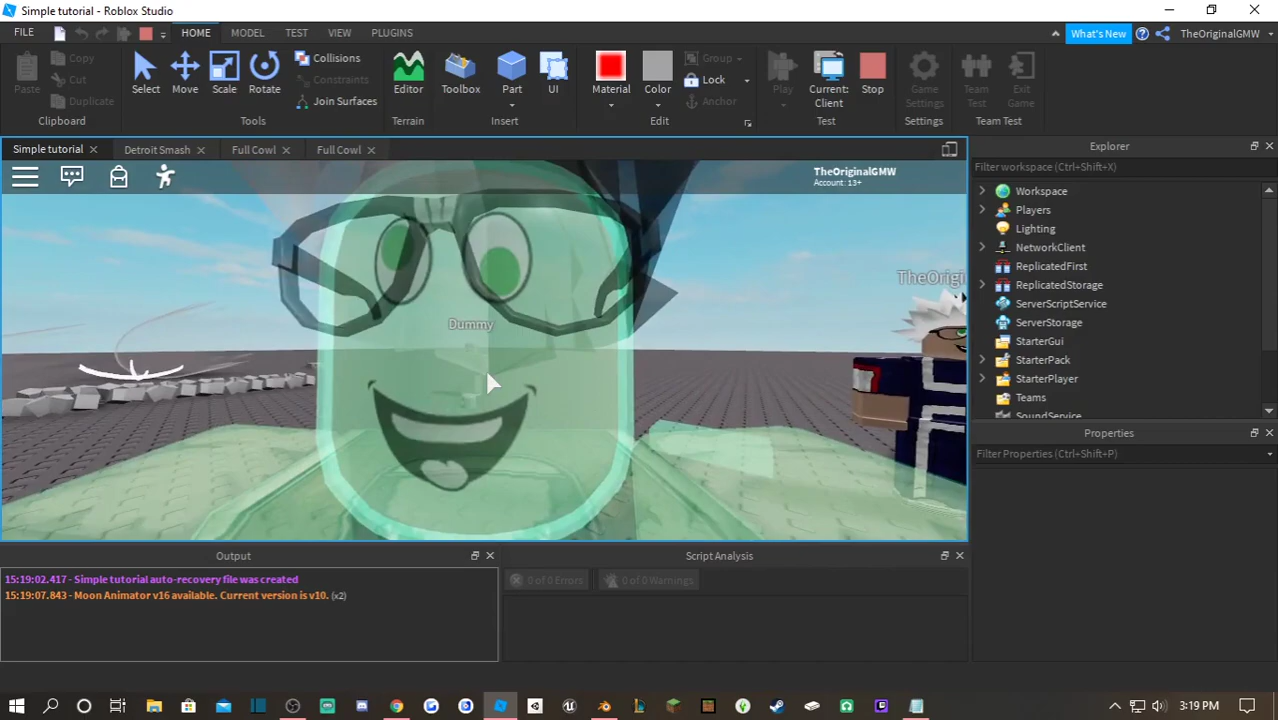 Simple tutorial - Roblox Studio
FILE HOME MODEL TEST VIEW PLUGINS What's New TheOriginalGMW
Paste Copy Cut Duplicate Select Move Scale Rotate Collisions Constraints Join Surfaces Editor Toolbox Part UI Material Color Group Lock Anchor Play Current: Client Stop Game Settings Team Test Exit Game
Clipboard Tools Terrain Insert Edit Test Settings Team Test
Simple tutorial Detroit Smash Full Cowl Full Cowl
TheOriginalGMW
Account: 13+
TheOrigi
Dummy
Explorer
Filter workspace (Ctrl+Shift+X)
Workspace
Players
Lighting
NetworkClient
ReplicatedFirst
ReplicatedStorage
ServerScriptService
ServerStorage
StarterGui
StarterPack
StarterPlayer
Teams
SoundService
Properties
Filter Properties (Ctrl+Shift+P)
Output
15:19:02.417 - Simple tutorial auto-recovery file was created
15:19:07.843 - Moon Animator v16 available. Current version is v10. (x2)
Script Analysis
0 of 0 Errors 0 of 0 Warnings
3:19 PM